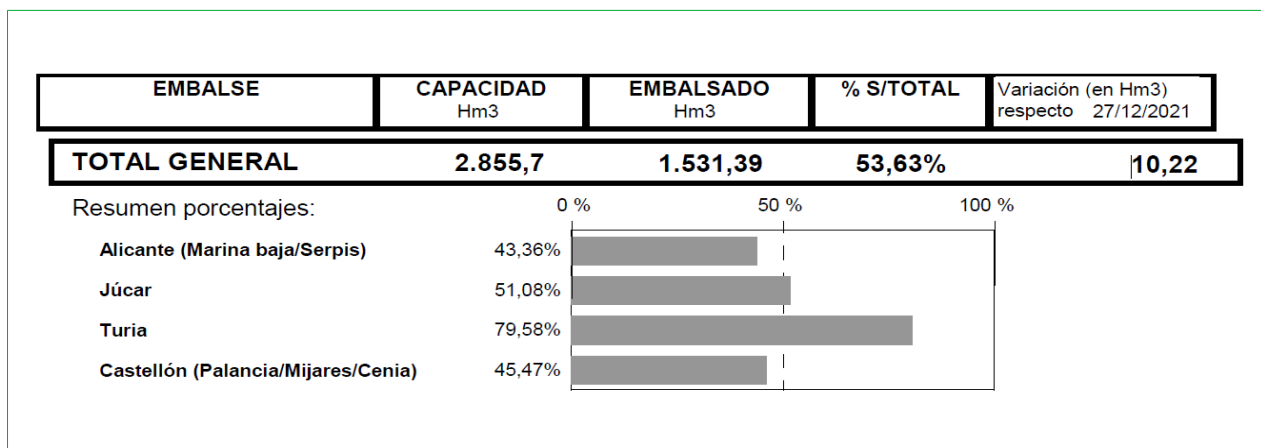 EMBALSE CAPACIDAD EMBALSADO % S/TOTAL Variación (en Hm3)
Hm3 Hm3 respecto 27/12/2021
TOTAL GENERAL 2.855,7 1.531,39 53,63% 10,22
Resumen porcentajes: 0 % 50 % 100 %
Alicante (Marina baja/Serpis) 43,36%
Júcar 51,08%
Turia 79,58%
Castellón (Palancia/Mijares/Cenia) 45,47%